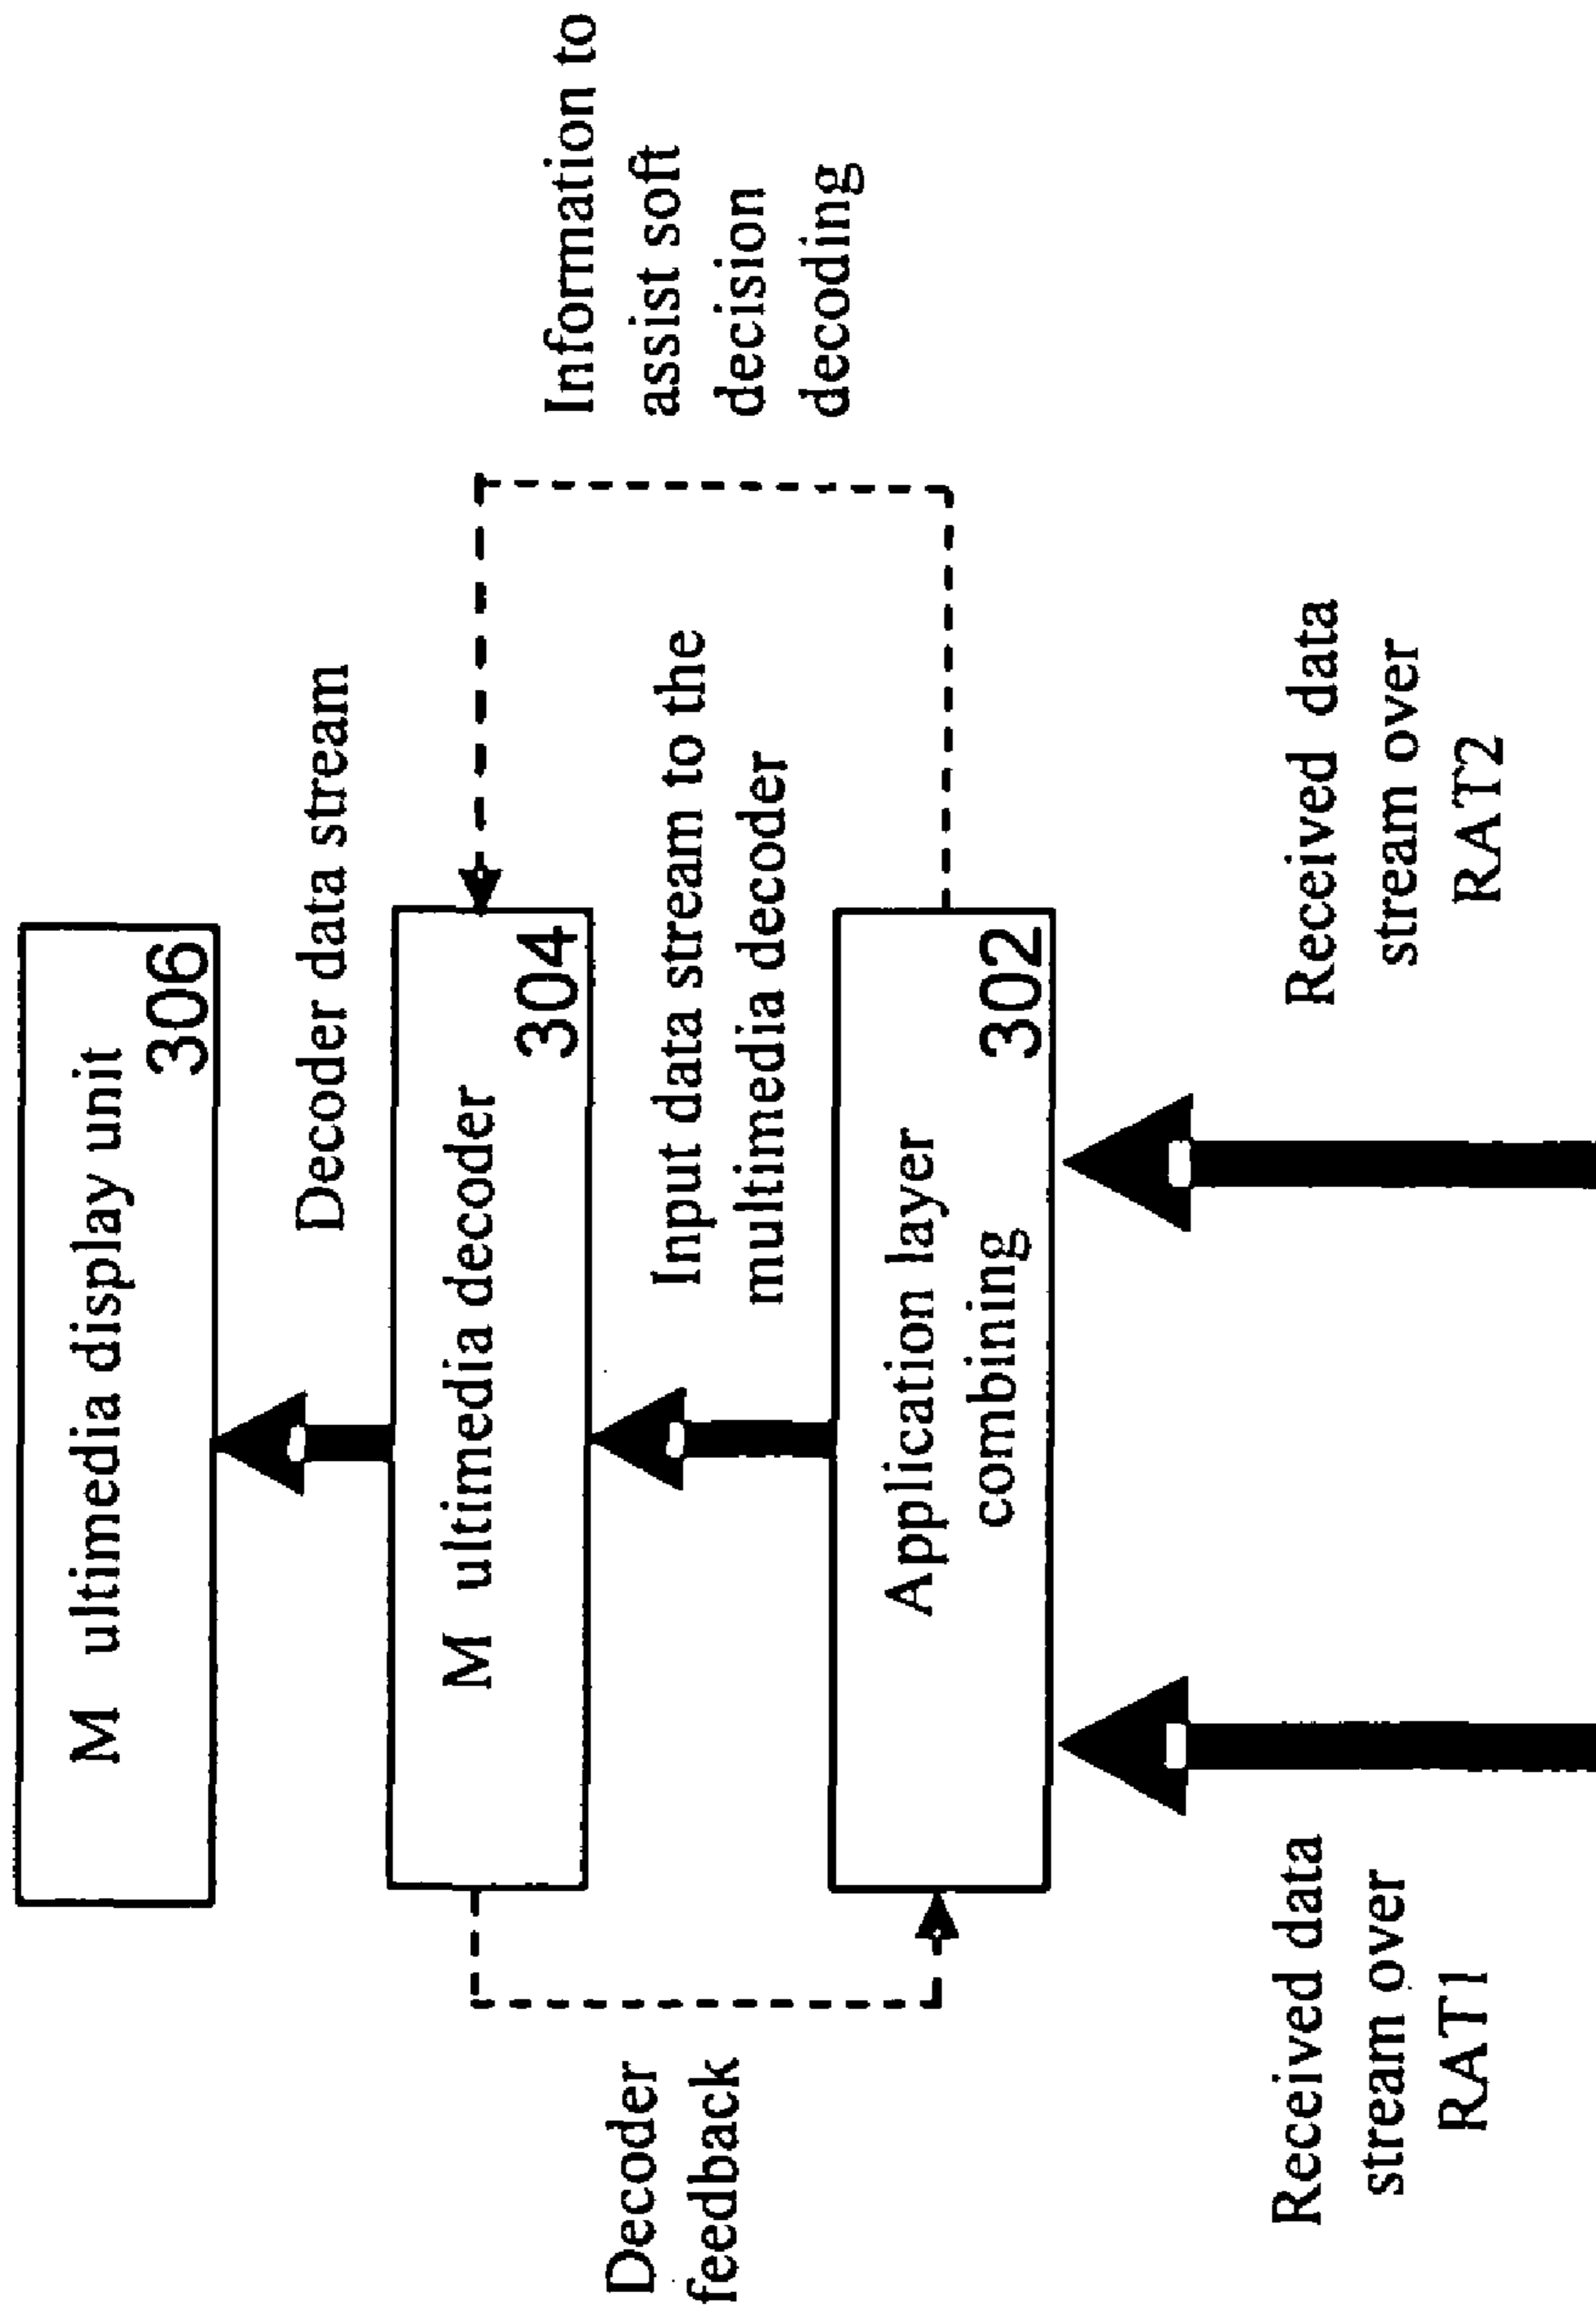 M ultimedia display unit
306
Decoder data stream
M ultimedia decoder
304
Decoder
feedback
Input data stream to the
multimedia decoder
Information to
assist soft
decision
decoding
Application layer
combining
302
Received data
stream over
RAT1
Received data
stream over
RAT2